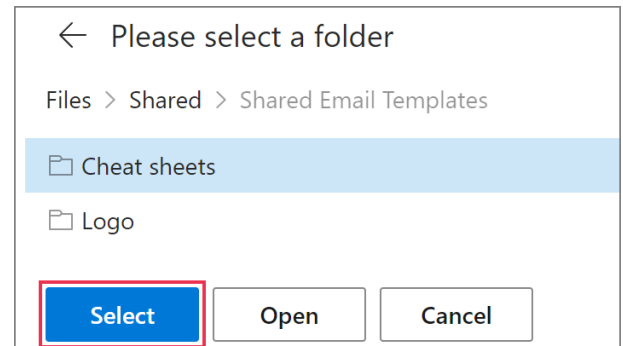 Please select a folder
Files > Shared > Shared Email Templates
Cheat sheets
Logo
Select Open Cancel